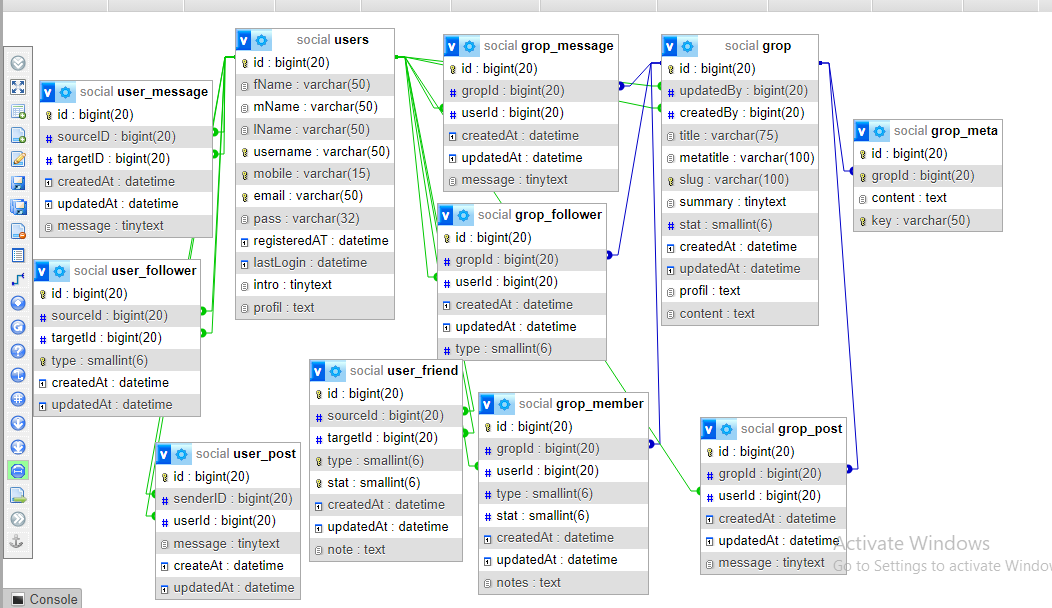 social user_message
id : bigint(20)
sourceID : bigint(20)
targetID : bigint(20)
createdAt : datetime
updatedAt : datetime
message : tinytext
social user_follower
id : bigint(20)
sourceId : bigint(20)
targetId : bigint(20)
type : smallint(6)
createdAt : datetime
updatedAt : datetime
social user_post
id : bigint(20)
senderID : bigint(20)
userId : bigint(20)
message : tinytext
createAt : datetime
updatedAt : datetime
social users
id : bigint(20)
fName : varchar(50)
mName : varchar(50)
lName : varchar(50)
username : varchar(50)
mobile : varchar(15)
email : varchar(50)
pass : varchar(32)
registeredAT : datetime
lastLogin : datetime
intro : tinytext
profil : text
social user_friend
id : bigint(20)
sourceId : bigint(20)
targetId : bigint(20)
type : smallint(6)
stat : smallint(6)
createdAt : datetime
updatedAt : datetime
note : text
social grop_message
id : bigint(20)
gropId : bigint(20)
userId : bigint(20)
createdAt : datetime
updatedAt : datetime
message : tinytext
social grop_follower
id : bigint(20)
gropId : bigint(20)
userId : bigint(20)
createdAt : datetime
updatedAt : datetime
type : smallint(6)
social grop_member
id : bigint(20)
gropId : bigint(20)
userId : bigint(20)
type : smallint(6)
stat : smallint(6)
createdAt : datetime
updatedAt : datetime
notes : text
social grop
id : bigint(20)
updatedBy : bigint(20)
createdBy : bigint(20)
title : varchar(75)
metatitle : varchar(100)
slug : varchar(100)
summary : tinytext
stat : smallint(6)
createdAt : datetime
updatedAt : datetime
profil : text
content : text
social grop_meta
id : bigint(20)
gropId : bigint(20)
content : text
key : varchar(50)
social grop_post
id : bigint(20)
gropId : bigint(20)
userId : bigint(20)
createdAt : datetime
updatedAt : datetime
message : tinytext
Activate Windows
Go to Settings to activate Windows
Console